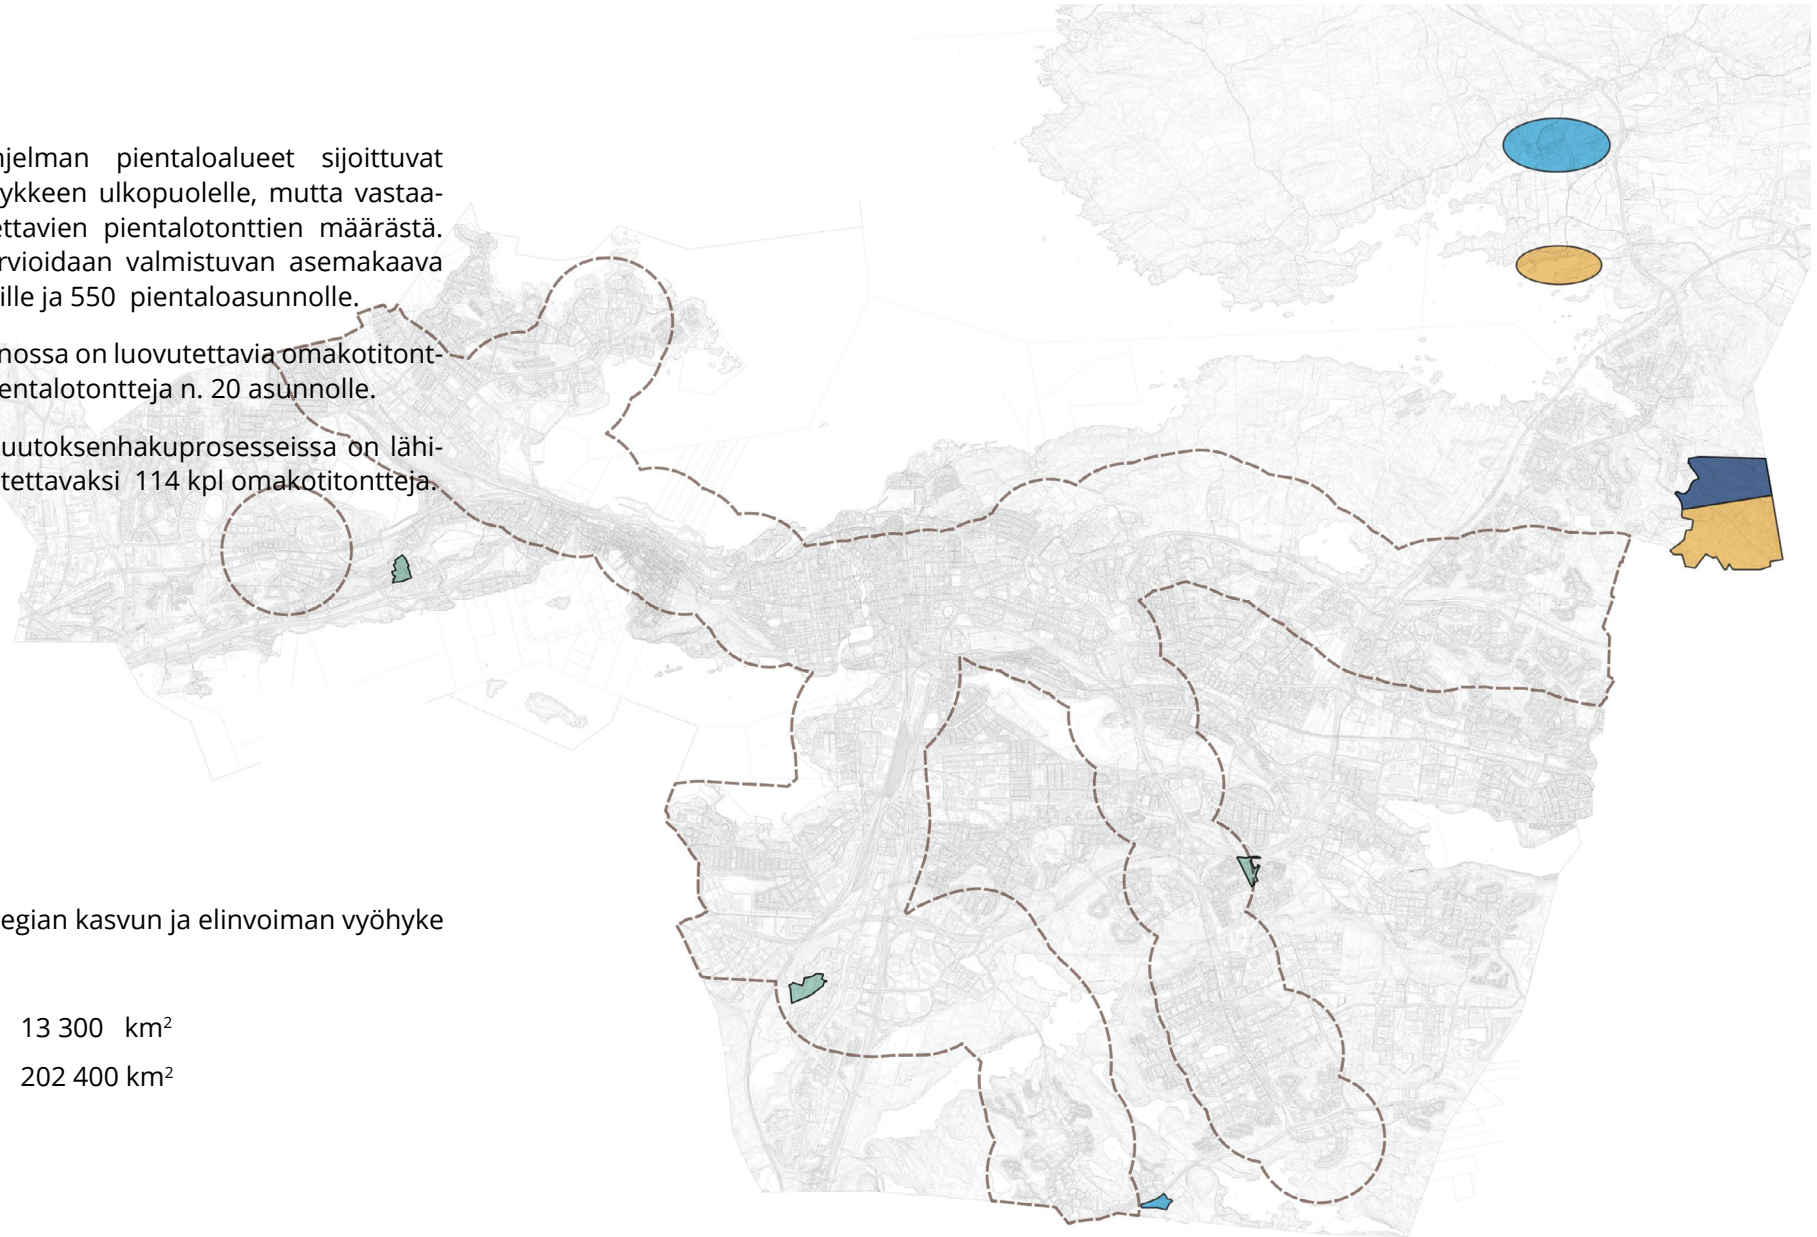 jelman pientaloalueet sijoittuvat
ykkeen ulkopuolelle, mutta vastaa-
ettavien pientalotonttien määrästä.
rvioidaan valmistuvan asemakaava
ille ja 550 pientaloasunnolle.
nossa on luovutettavia omakotitont-
entalotontteja n. 20 asunnolle.
uutoksenhakuprosesseissa on lähi-
tettavaksi 114 kpl omakotitontteja.
egian kasvun ja elinvoiman vyöhyke
13 300 km²
202 400 km²